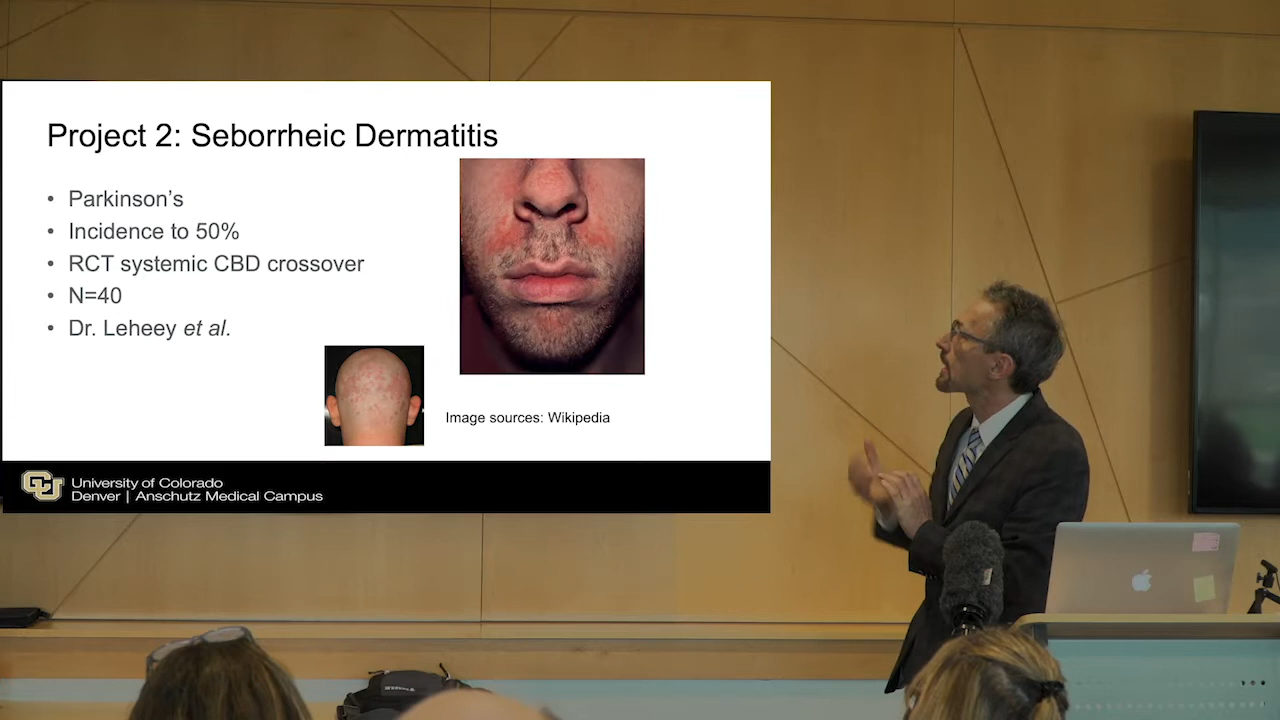 Project 2: Seborrheic Dermatitis
• Parkinson's
• Incidence to 50%
• RCT systemic CBD crossover
• N=40
• Dr. Leheey et al.
Image sources: Wikipedia
University of Colorado
Denver | Anschutz Medical Campus